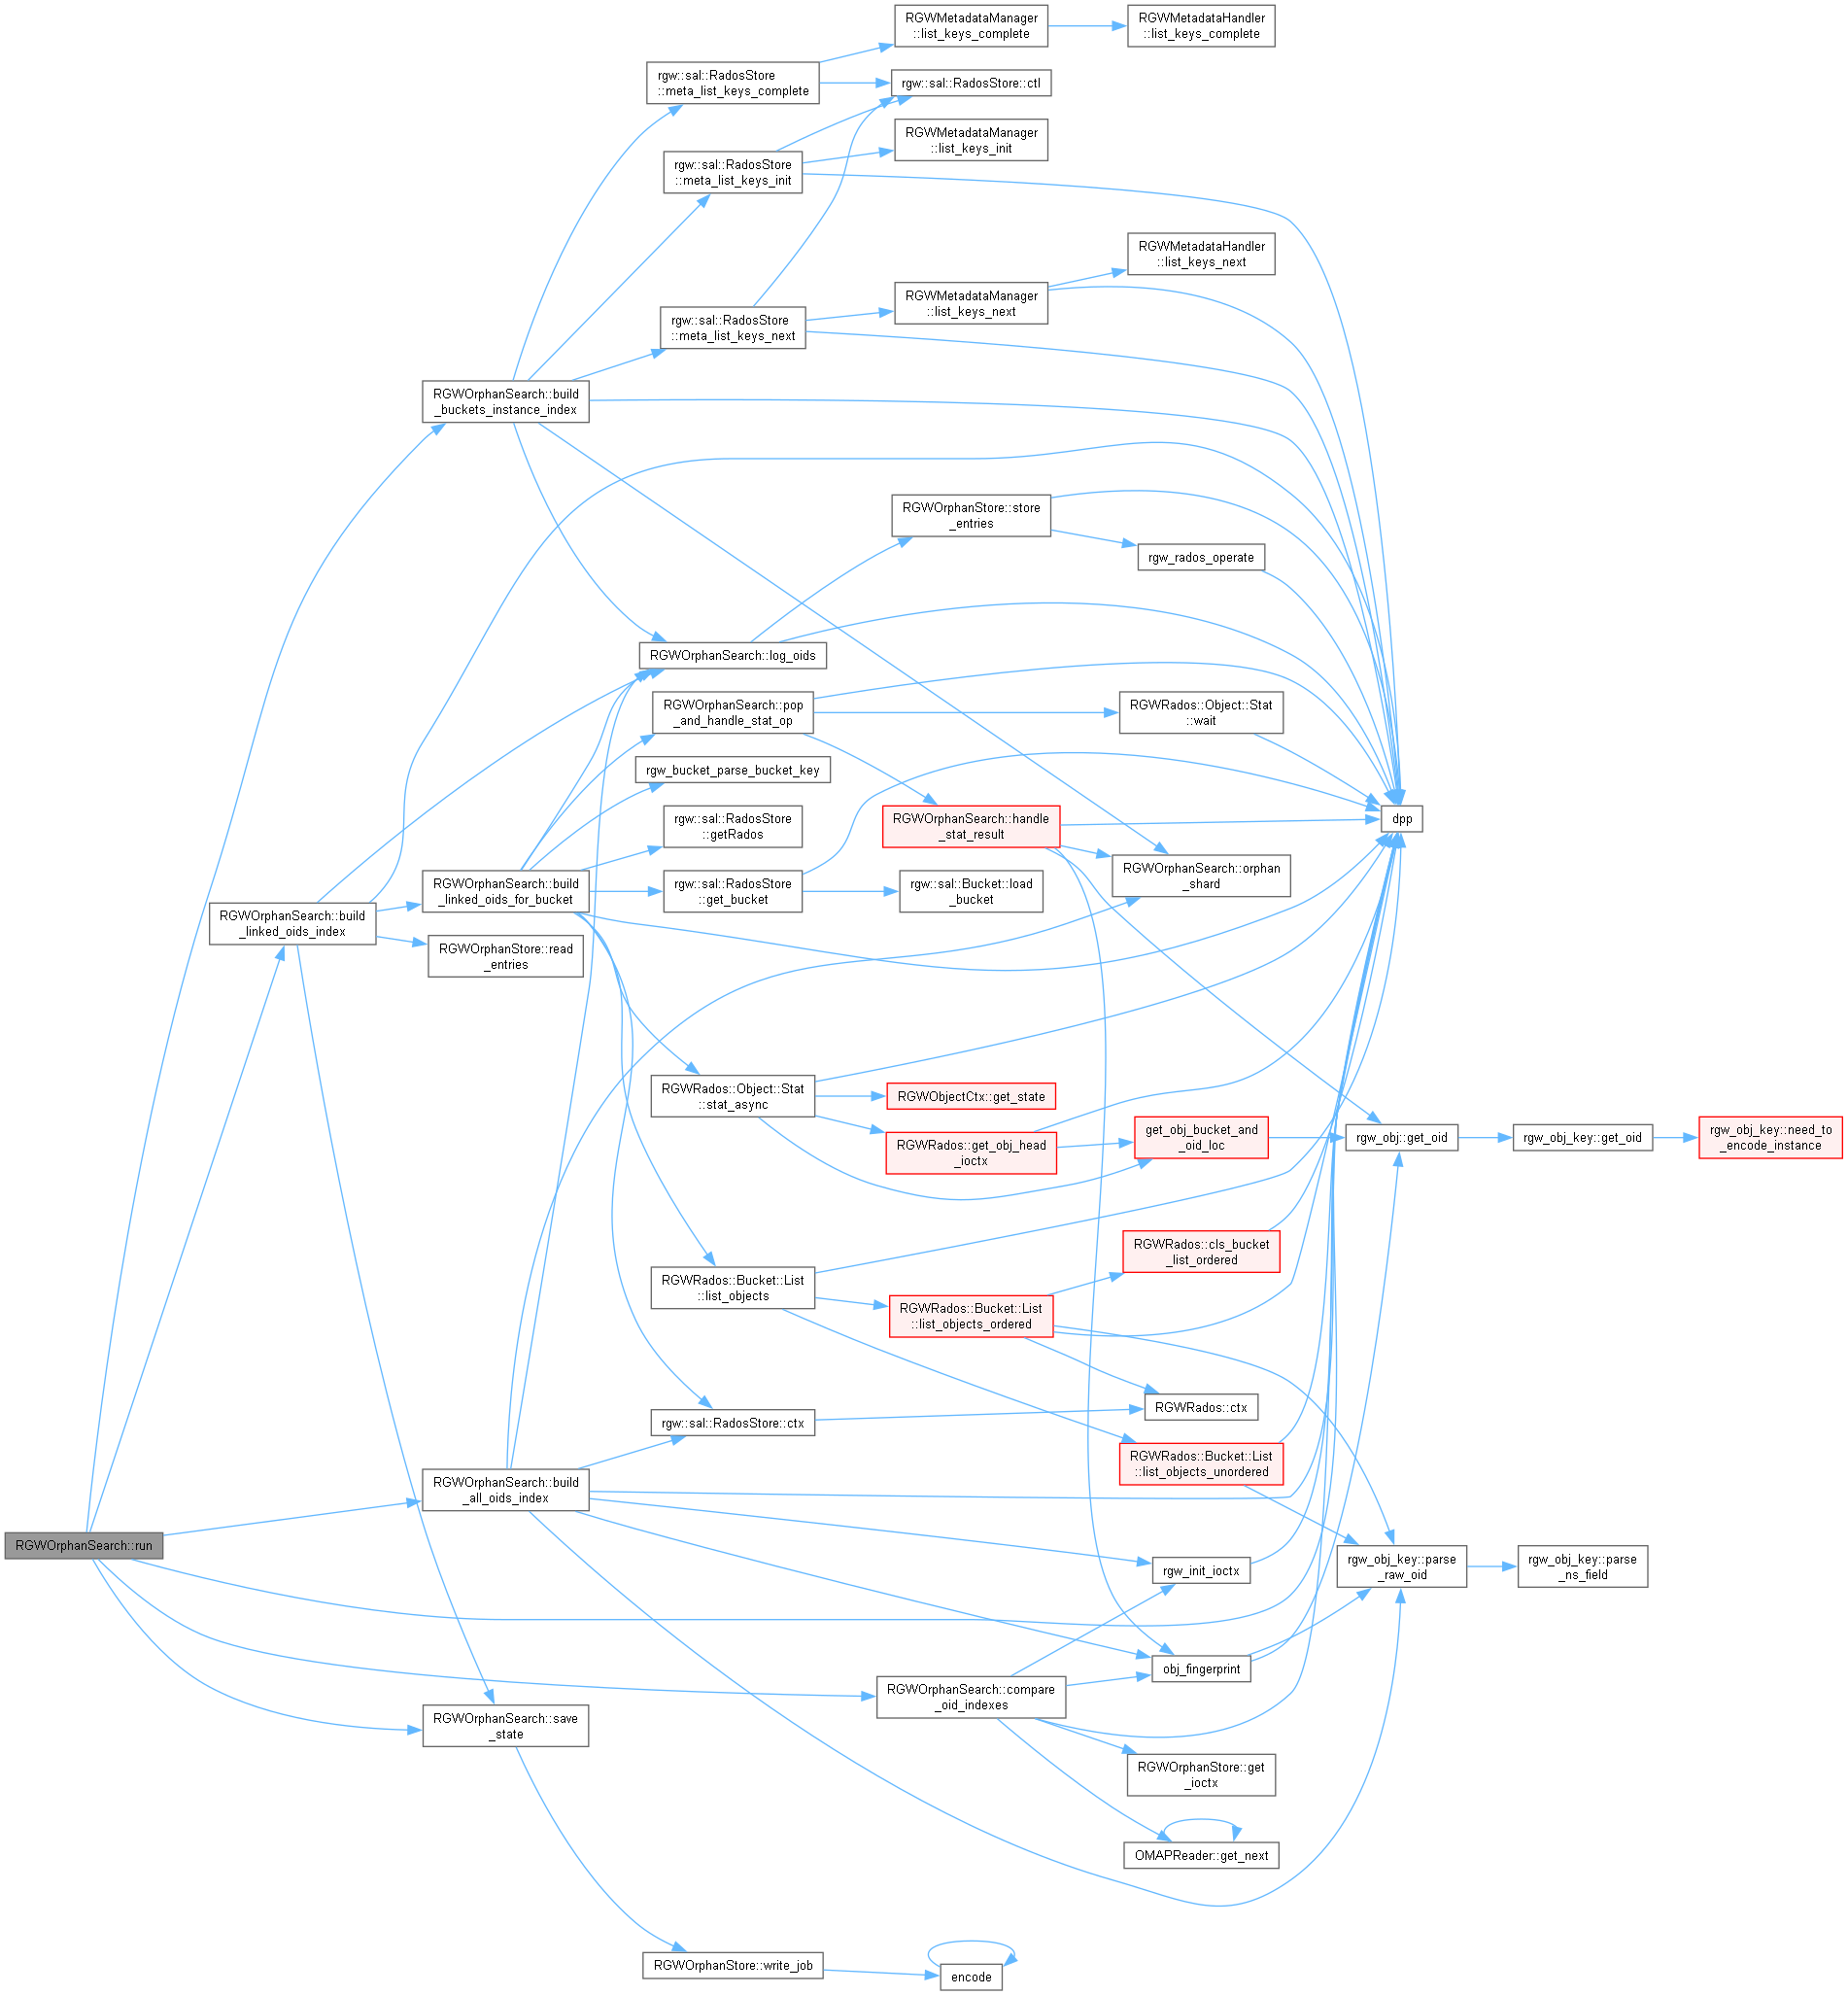 RGWMetadataManager
::list_keys_complete
RGWMetadataHandler
::list_keys_complete
rgw::sal::RadosStore
::meta_list_keys_complete
rgw::sal::RadosStore::ctl
RGWMetadataManager
::list_keys_init
rgw::sal::RadosStore
::meta_list_keys_init
RGWMetadataHandler
::list_keys_next
RGWMetadataManager
::list_keys_next
rgw::sal::RadosStore
::meta_list_keys_next
RGWOrphanSearch::build
_buckets_instance_index
RGWOrphanStore::store
_entries
rgw_rados_operate
RGWOrphanSearch::log_oids
RGWOrphanSearch::pop
_and_handle_stat_op
RGWRados::Object::Stat
::wait
rgw_bucket_parse_bucket_key
rgw::sal::RadosStore
::getRados
RGWOrphanSearch::handle
_stat_result
dpp
RGWOrphanSearch::orphan
_shard
RGWOrphanSearch::build
_linked_oids_for_bucket
rgw::sal::RadosStore
::get_bucket
rgw::sal::Bucket::load
_bucket
RGWOrphanSearch::build
_linked_oids_index
RGWOrphanStore::read
_entries
RGWRados::Object::Stat
::stat_async
RGWObjectCtx::get_state
RGWRados::get_obj_head
_ioctx
get_obj_bucket_and
_oid_loc
rgw_obj::get_oid
rgw_obj_key::get_oid
rgw_obj_key::need_to
_encode_instance
RGWRados::cls_bucket
_list_ordered
RGWRados::Bucket::List
::list_objects
RGWRados::Bucket::List
::list_objects_ordered
RGWRados::ctx
rgw::sal::RadosStore::ctx
RGWRados::Bucket::List
::list_objects_unordered
RGWOrphanSearch::build
_all_oids_index
RGWOrphanSearch::run
rgw_init_ioctx
rgw_obj_key::parse
_raw_oid
rgw_obj_key::parse
_ns_field
obj_fingerprint
RGWOrphanSearch::compare
_oid_indexes
RGWOrphanSearch::save
_state
RGWOrphanStore::get
_ioctx
OMAPReader::get_next
RGWOrphanStore::write_job
encode